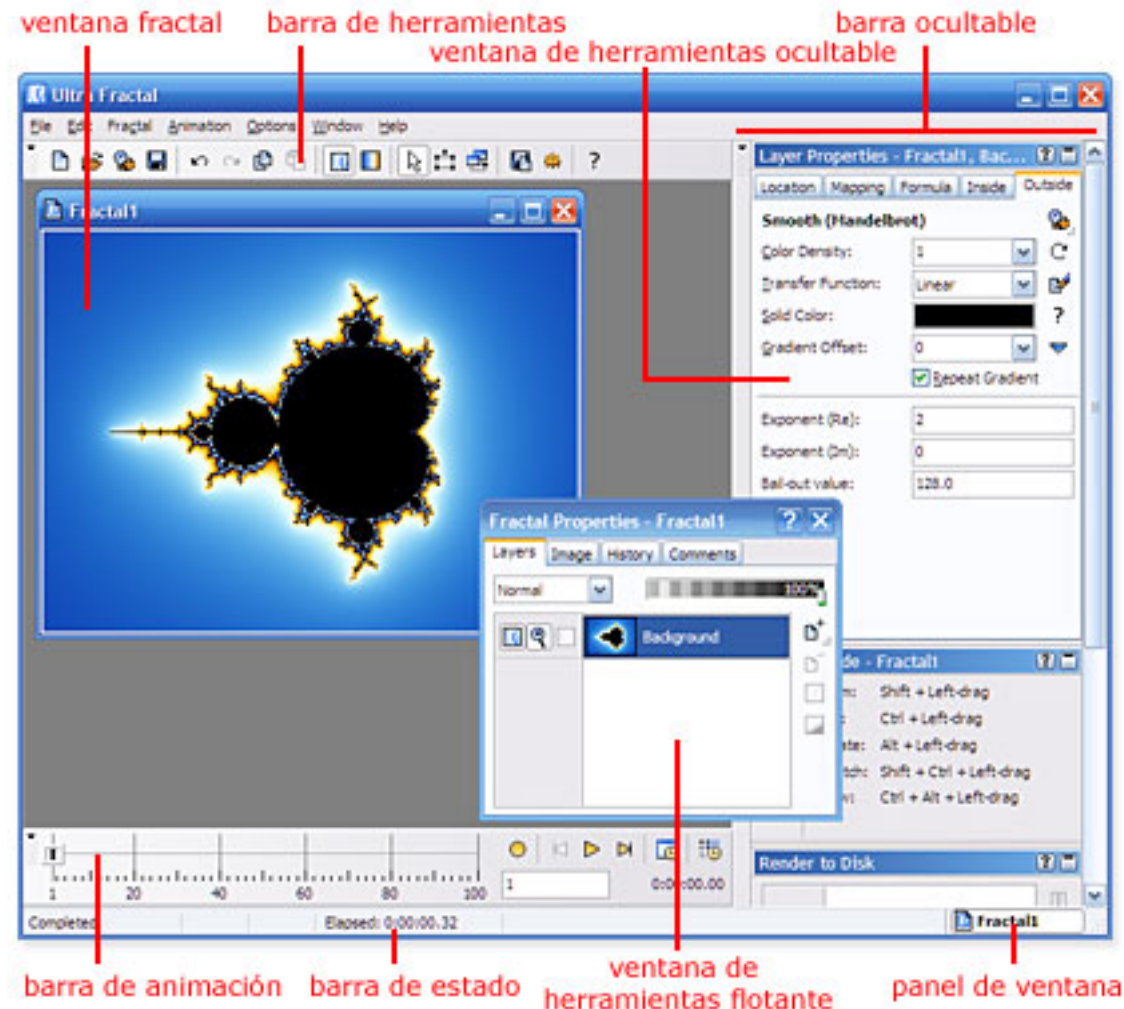 ventana fractal
barra de herramientas
barra ocultable
ventana de herramientas ocultable
Ultra Fractal
File Edit Fractal Animation Options Window Help
?
Fractal1
Layer Properties - Fractal1, Bac...
Location Mapping Formula Inside Outside
Smooth (Mandelbrot)
Color Density: 1
Transfer Function: Linear
Solid Color:
?
Gradient Offset: 0
Repeat Gradient
Exponent (Re): 2
Exponent (Im): 0
Bail-out value: 128.0
Fractal Properties - Fractal1
Layers Image History Comments
Normal 100%
Background
de - Fractal1
Shift + Left-drag
Ctrl + Left-drag
Alt + Left-drag
Shift + Ctrl + Left-drag
Ctrl + Alt + Left-drag
1 20 40 60 80 100
1
0:00:00.00
Render to Disk
Completed
Elapsed: 0:00:00.32
Fractal1
barra de animación
barra de estado
ventana de
herramientas flotante
panel de ventana